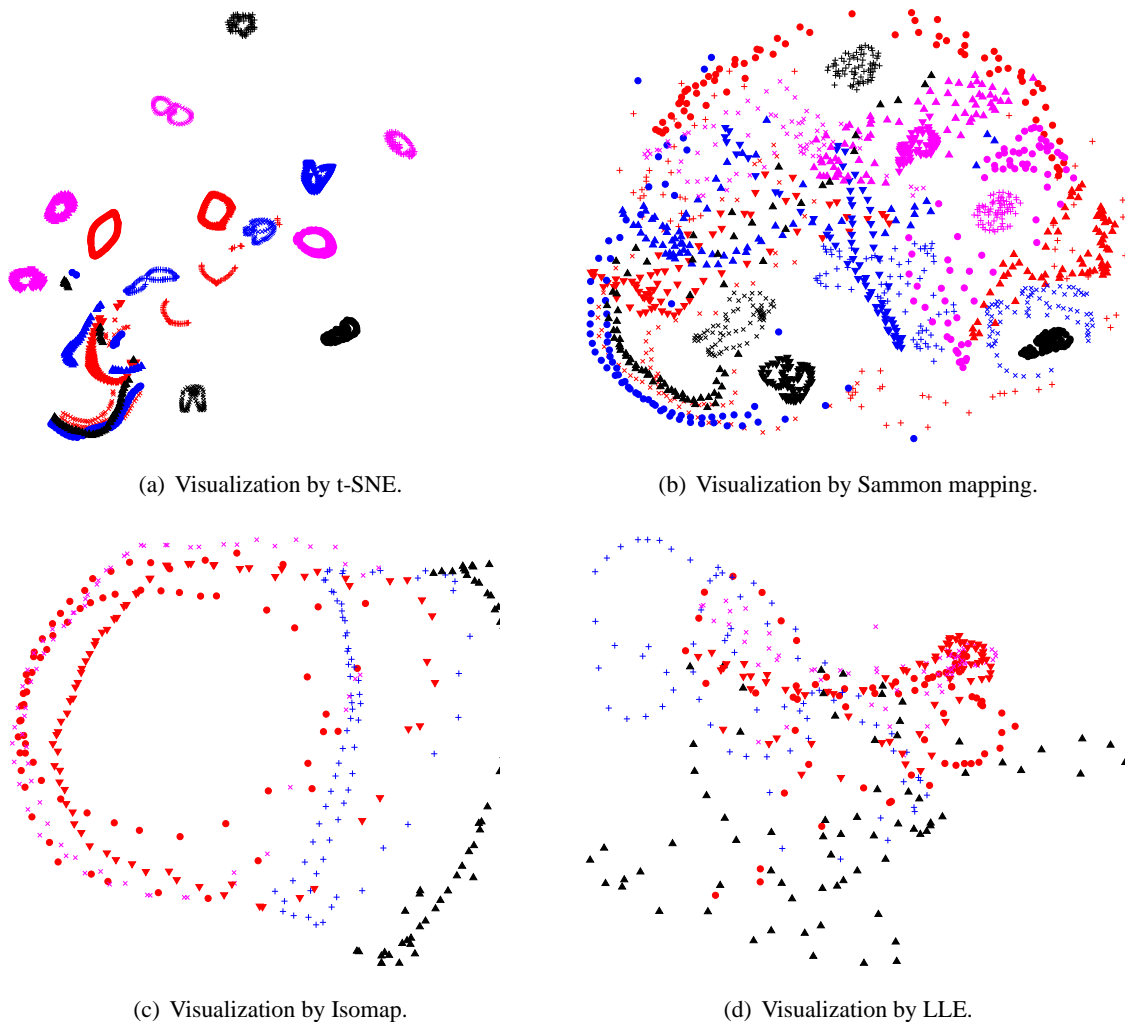 (a) Visualization by t-SNE.
(b) Visualization by Sammon mapping.
(c) Visualization by Isomap.
(d) Visualization by LLE.